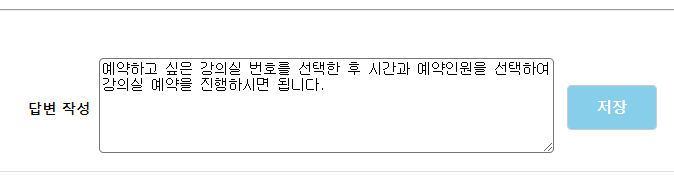 예약하고 싶은 강의실 번호를 선택한 후 시간과 예약인원을 선택하여
강의실 예약을 진행하시면 됩니다.
답변 작성
저장